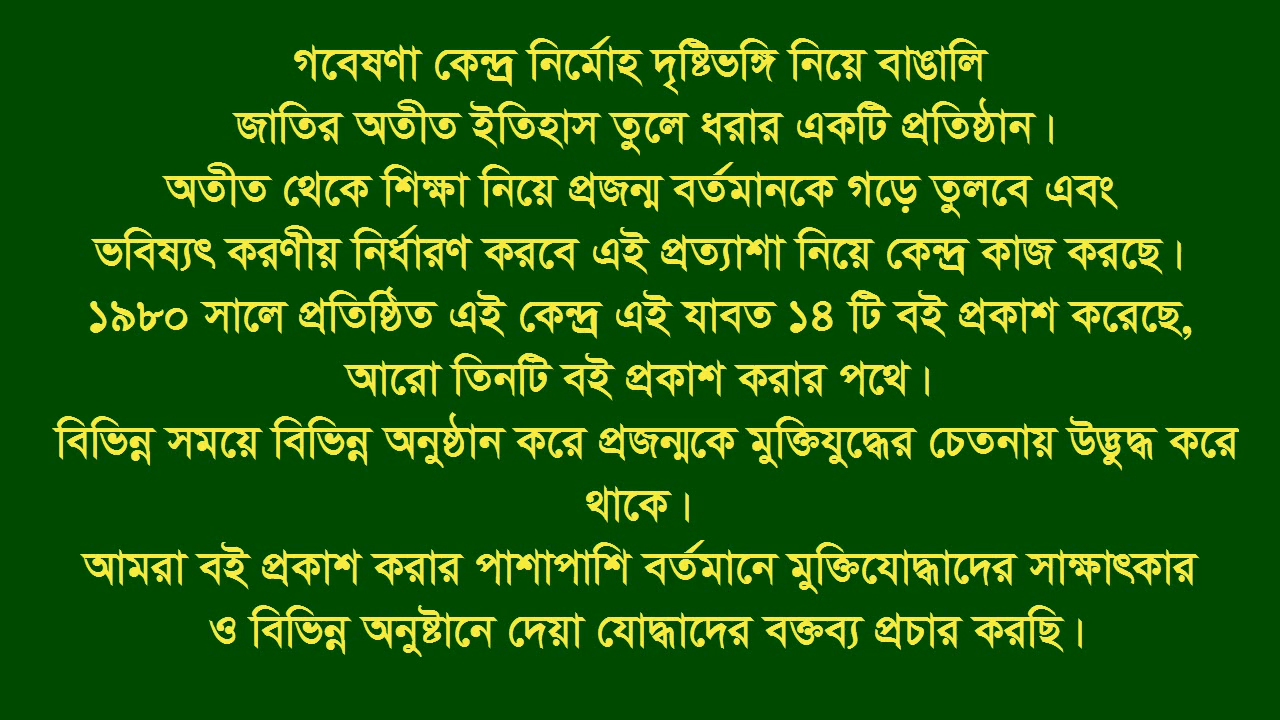 গবেষণা কেন্দ্র নির্মোহ দৃষ্টিভঙ্গি নিয়ে বাঙালি
জাতির অতীত ইতিহাস তুলে ধরার একটি প্রতিষ্ঠান।
অতীত থেকে শিক্ষা নিয়ে প্রজন্ম বর্তমানকে গড়ে তুলবে এবং
ভবিষ্যৎ করণীয় নির্ধারণ করবে এই প্রত্যাশা নিয়ে কেন্দ্র কাজ করছে।
১৯৮০ সালে প্রতিষ্ঠিত এই কেন্দ্র এই যাবত ১৪ টি বই প্রকাশ করেছে,
আরো তিনটি বই প্রকাশ করার পথে।
বিভিন্ন সময়ে বিভিন্ন অনুষ্ঠান করে প্রজন্মকে মুক্তিযুদ্ধের চেতনায় উদ্ভুদ্ধ করে
থাকে।
আমরা বই প্রকাশ করার পাশাপাশি বর্তমানে মুক্তিযোদ্ধাদের সাক্ষাৎকার
ও বিভিন্ন অনুষ্টানে দেয়া যোদ্ধাদের বক্তব্য প্রচার করছি।